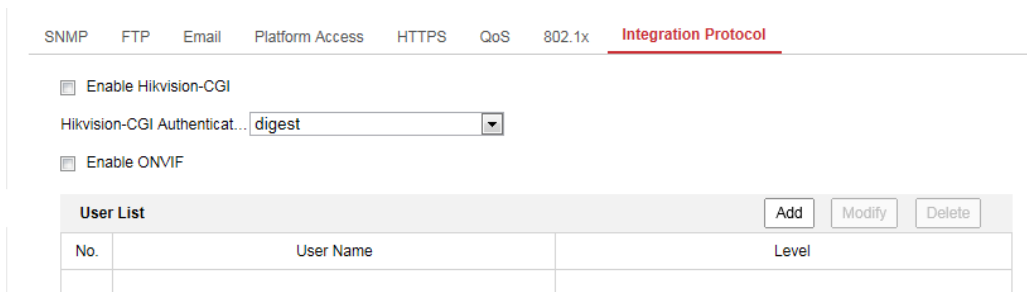 SNMP FTP Email Platform Access HTTPS QoS 802.1x Integration Protocol
Enable Hikvision-CGI
Hikvision-CGI Authenticat... digest
Enable ONVIF
User List Add Modify Delete
No. User Name Level